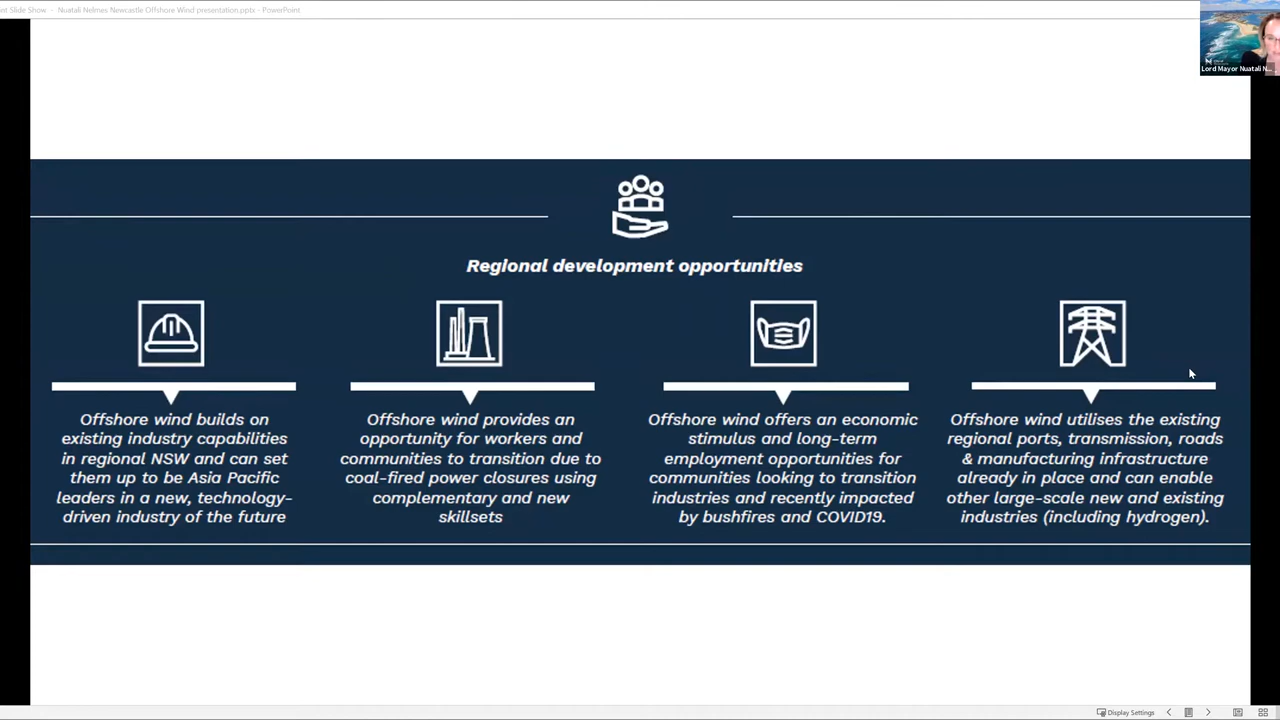 nt Slide Show - Nuatali Nelmes Newcastle Offshore Wind presentation.pptx - PowerPoint
Lord Mayor Nuatali N...
Regional development opportunities
Offshore wind builds on
existing industry capabilities
in regional NSW and can set
them up to be Asia Pacific
leaders in a new, technology-
driven industry of the future
Offshore wind provides an
opportunity for workers and
communities to transition due to
coal-fired power closures using
complementary and new
skillsets
Offshore wind offers an economic
stimulus and long-term
employment opportunities for
communities looking to transition
industries and recently impacted
by bushfires and COVID19.
Offshore wind utilises the existing
regional ports, transmission, roads
& manufacturing infrastructure
already in place and can enable
other large-scale new and existing
industries (including hydrogen).
Display Settings